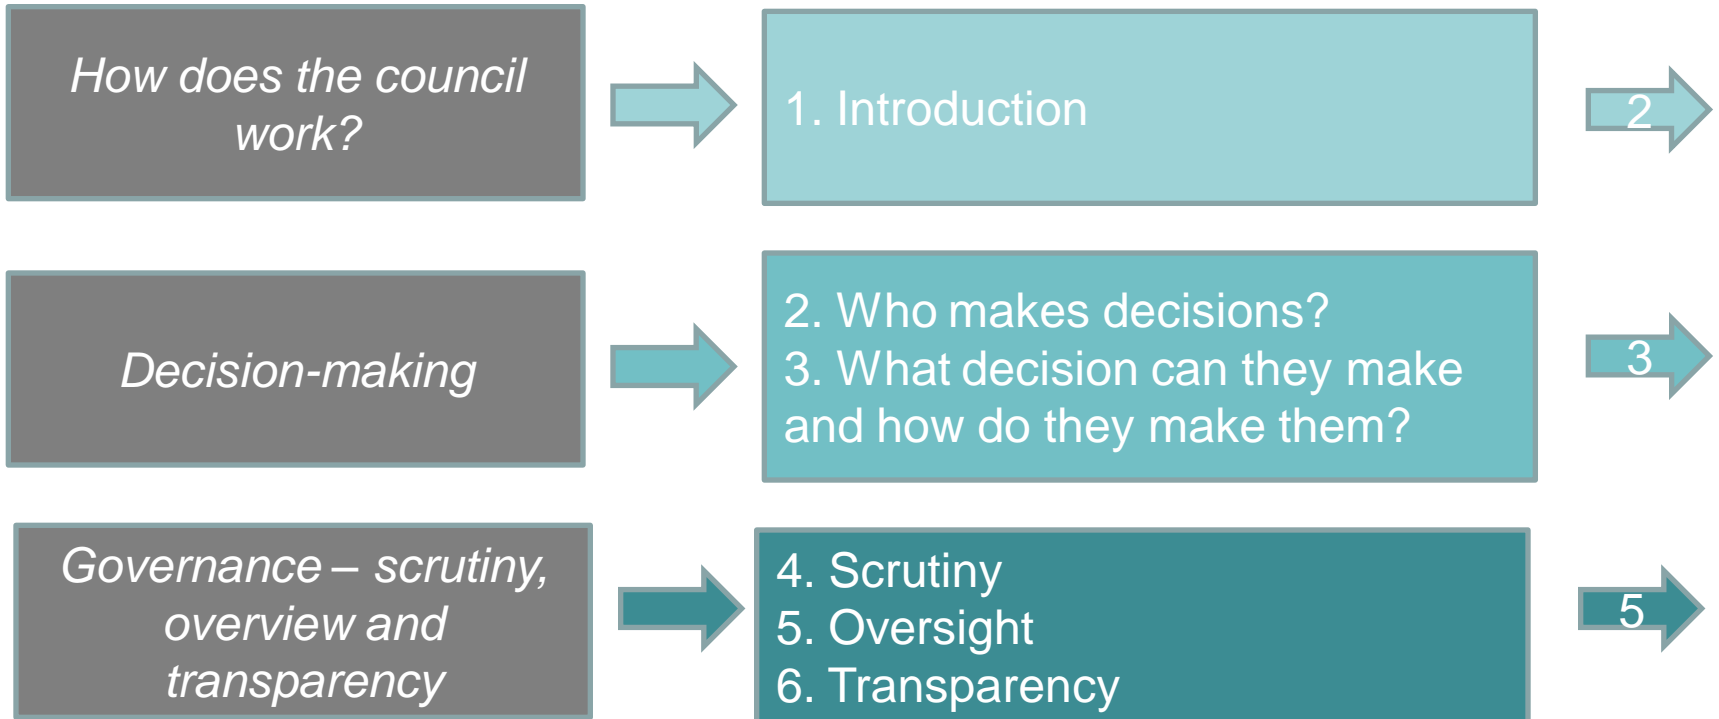 How does the council
work?
1. Introduction
2
Decision-making
2. Who makes decisions?
3. What decision can they make
and how do they make them?
3
Governance – scrutiny,
overview and
transparency
4. Scrutiny
5. Oversight
6. Transparency
5